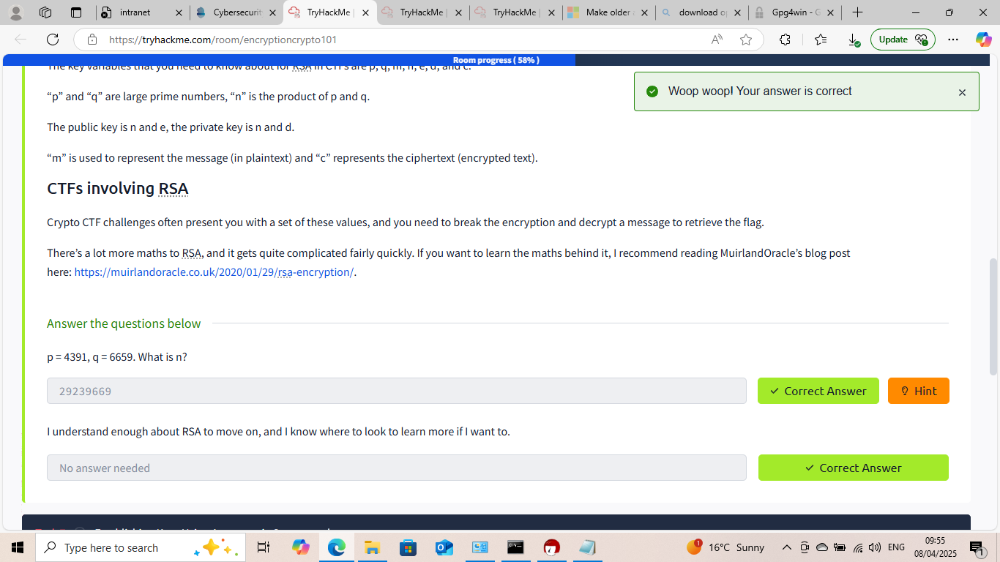 intranet
Cybersecurit
TryHackMe |
TryHackMe |
TryHackMe |
Make older
download o
Gpg4win - G
https://tryhackme.com/room/encryptioncrypto101
Update
Room progress ( 58% )
The key variables that you need to know about for RSA in CTFs are p, q, m, n, e, d, and c.
Woop woop! Your answer is correct
“p” and “q” are large prime numbers, “n” is the product of p and q.
The public key is n and e, the private key is n and d.
“m” is used to represent the message (in plaintext) and “c” represents the ciphertext (encrypted text).
CTFs involving RSA
Crypto CTF challenges often present you with a set of these values, and you need to break the encryption and decrypt a message to retrieve the flag.
There’s a lot more maths to RSA, and it gets quite complicated fairly quickly. If you want to learn the maths behind it, I recommend reading MuirlandOracle’s blog post
here: https://muirlandoracle.co.uk/2020/01/29/rsa-encryption/.
Answer the questions below
p = 4391, q = 6659. What is n?
29239669
Correct Answer
Hint
I understand enough about RSA to move on, and I know where to look to learn more if I want to.
No answer needed
Correct Answer
Type here to search
1
16°C Sunny
ENG
09:55
08/04/2025
1